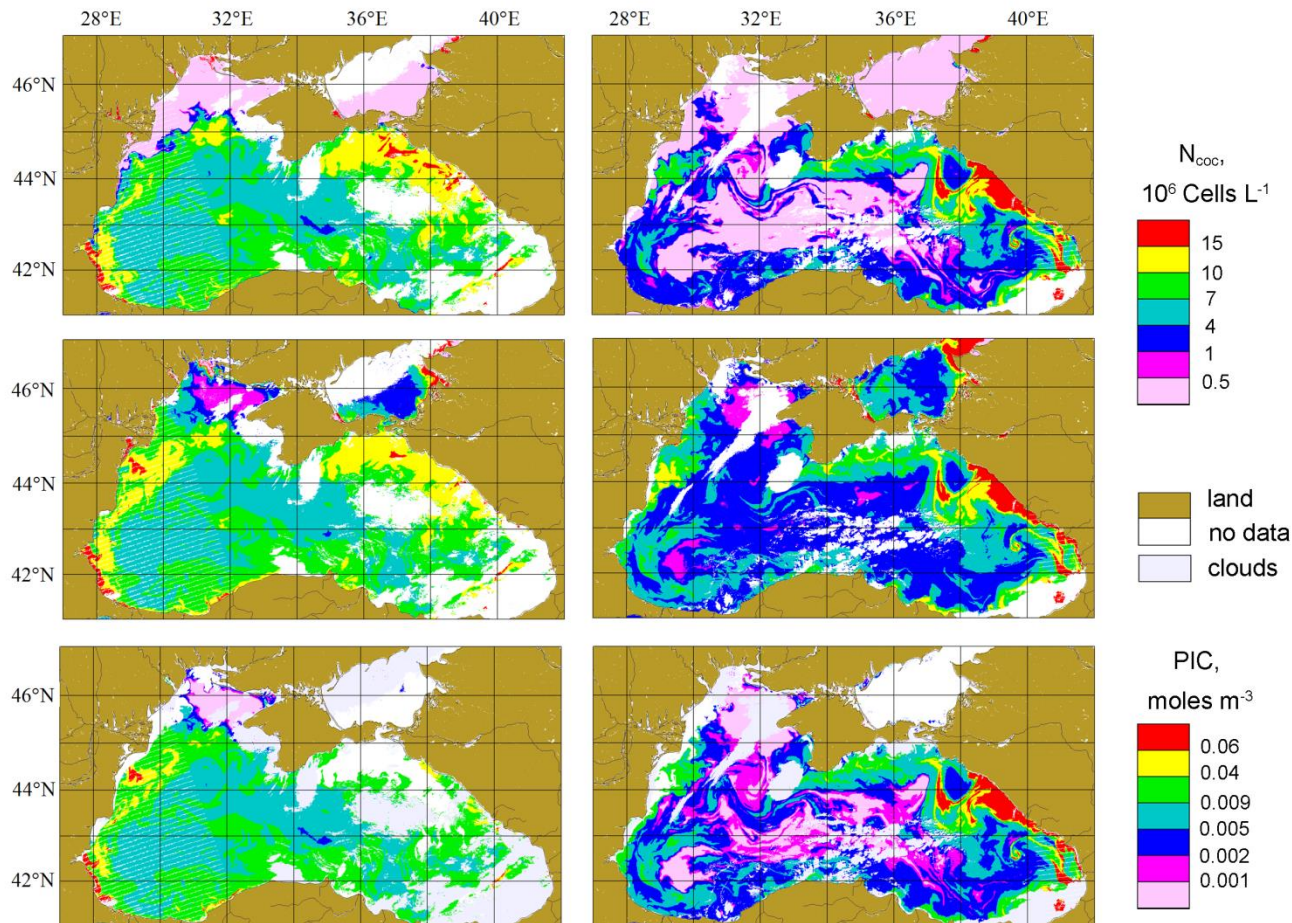 28°E 32°E 36°E 40°E 28°E 32°E 36°E 40°E
46°N
44°N
42°N
46°N
44°N
42°N
46°N
44°N
42°N
N_coc,
10⁶ Cells L⁻¹
15
10
7
4
1
0.5
land
no data
clouds
PIC,
moles m⁻³
0.06
0.04
0.009
0.005
0.002
0.001